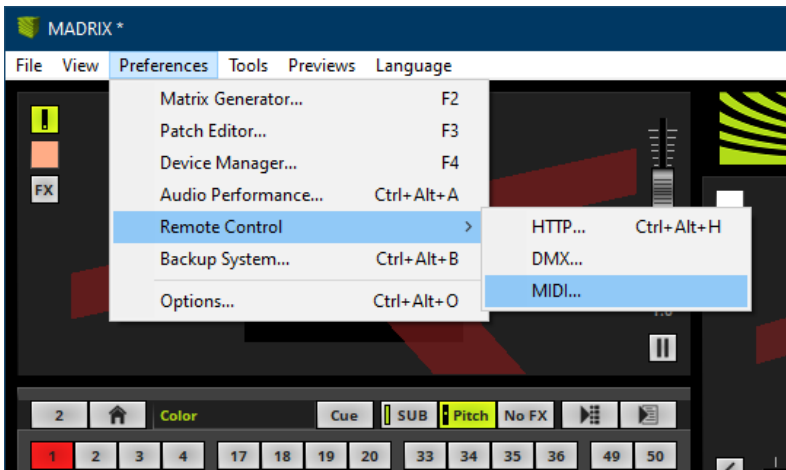 MADRIX *
File View Preferences Tools Previews Language
Matrix Generator... F2
Patch Editor... F3
Device Manager... F4
FX
Audio Performance... Ctrl+Alt+A
Remote Control >
HTTP... Ctrl+Alt+H
Backup System... Ctrl+Alt+B
DMX...
MIDI...
Options... Ctrl+Alt+O
2 Color Cue SUB Pitch No FX
1 2 3 4 17 18 19 20 33 34 35 36 49 50